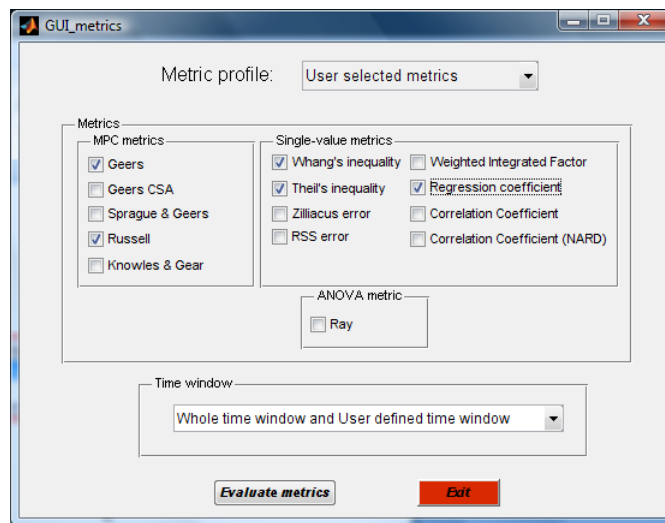 GUI_metrics
Metric profile: User selected metrics
Metrics
MPC metrics
Geers
Geers CSA
Sprague & Geers
Russell
Knowles & Gear
Single-value metrics
Whang's inequality Weighted Integrated Factor
Theil's inequality Regression coefficient
Zilliacus error Correlation Coefficient
RSS error Correlation Coefficient (NARD)
ANOVA metric
Ray
Time window
Whole time window and User defined time window
Evaluate metrics Exit